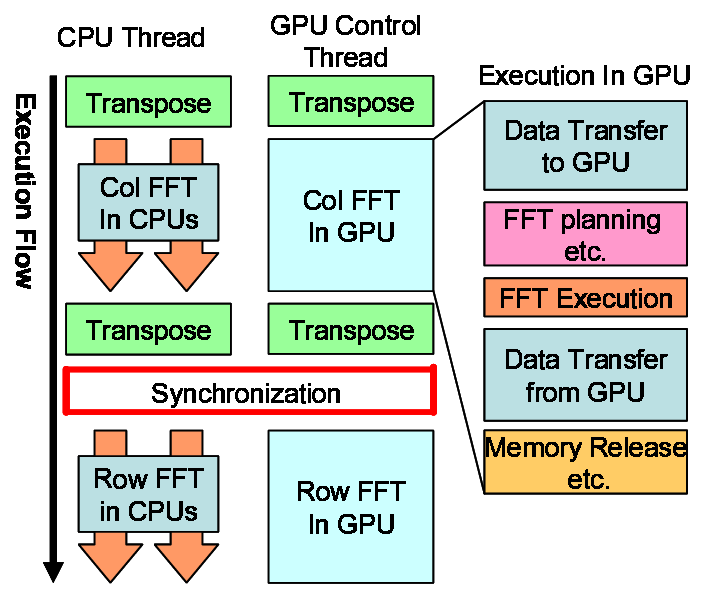 CPU Thread
GPU Control
Thread
Execution In GPU
Execution Flow
Transpose
Transpose
Data Transfer
to GPU
Col FFT
In CPUs
Col FFT
In GPU
FFT planning
etc.
FFT Execution
Transpose
Transpose
Data Transfer
from GPU
Synchronization
Memory Release
etc.
Row FFT
in CPUs
Row FFT
In GPU